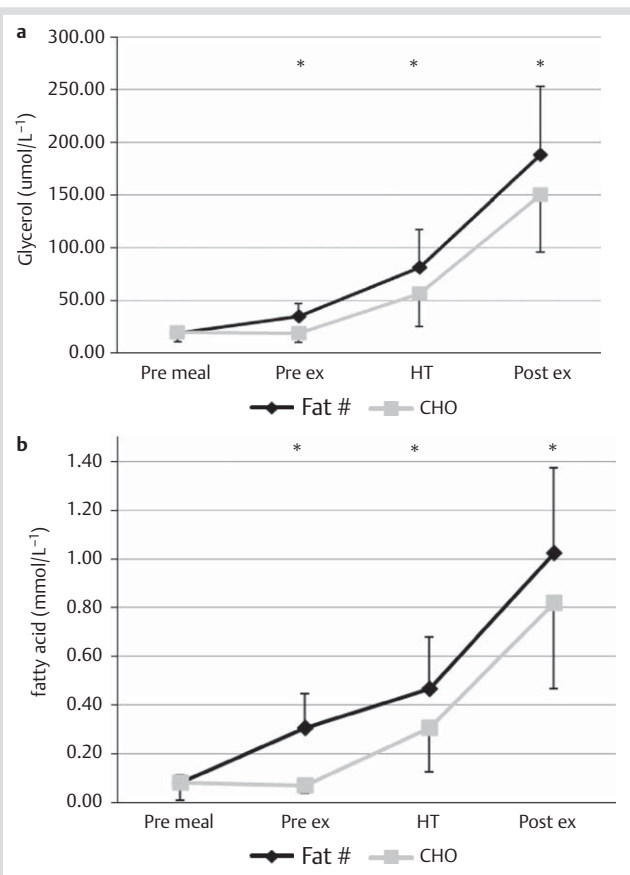 a
300.00
250.00
200.00
150.00
100.00
50.00
0.00
Glycerol (umol/L⁻¹)
* * *
Pre meal Pre ex HT Post ex
Fat # CHO
b
1.40
1.20
1.00
0.80
0.60
0.40
0.20
0.00
fatty acid (mmol/L⁻¹)
* * *
Pre meal Pre ex HT Post ex
Fat # CHO